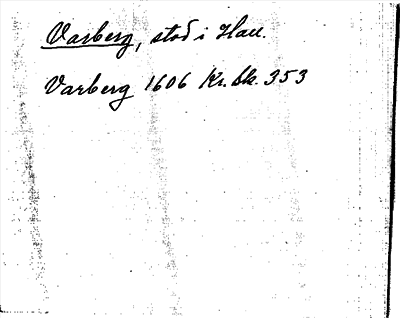 Varberg, stad i Hall.
Varberg 1606 Kr. bk. 353